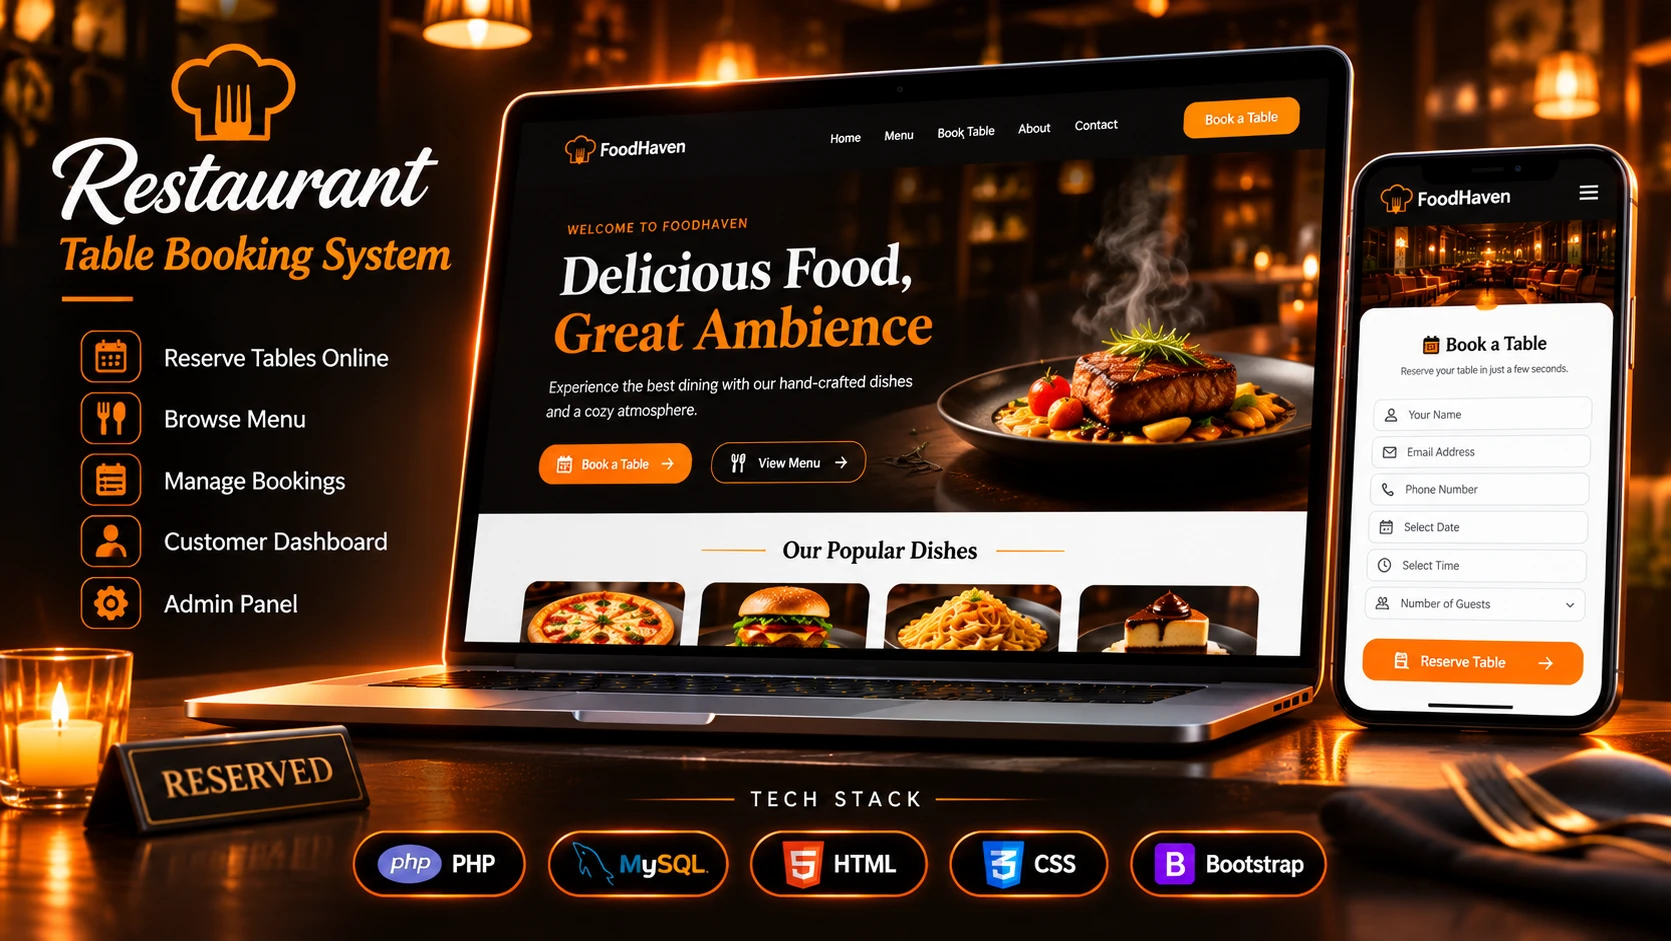 Restaurant
Table Booking System
Reserve Tables Online
Browse Menu
Manage Bookings
Customer Dashboard
Admin Panel
RESERVED
FoodHaven
Home
Menu
Book Table
About
Contact
Book a Table
WELCOME TO FOODHAVEN
Delicious Food,
Great Ambience
Experience the best dining with our hand-crafted dishes
and a cozy atmosphere.
Book a Table
View Menu
Our Popular Dishes
FoodHaven
Book a Table
Reserve your table in just a few seconds.
Your Name
Email Address
Phone Number
Select Date
Select Time
Number of Guests
Reserve Table
TECH STACK
php PHP
MySQL
5 HTML
3 CSS
B Bootstrap